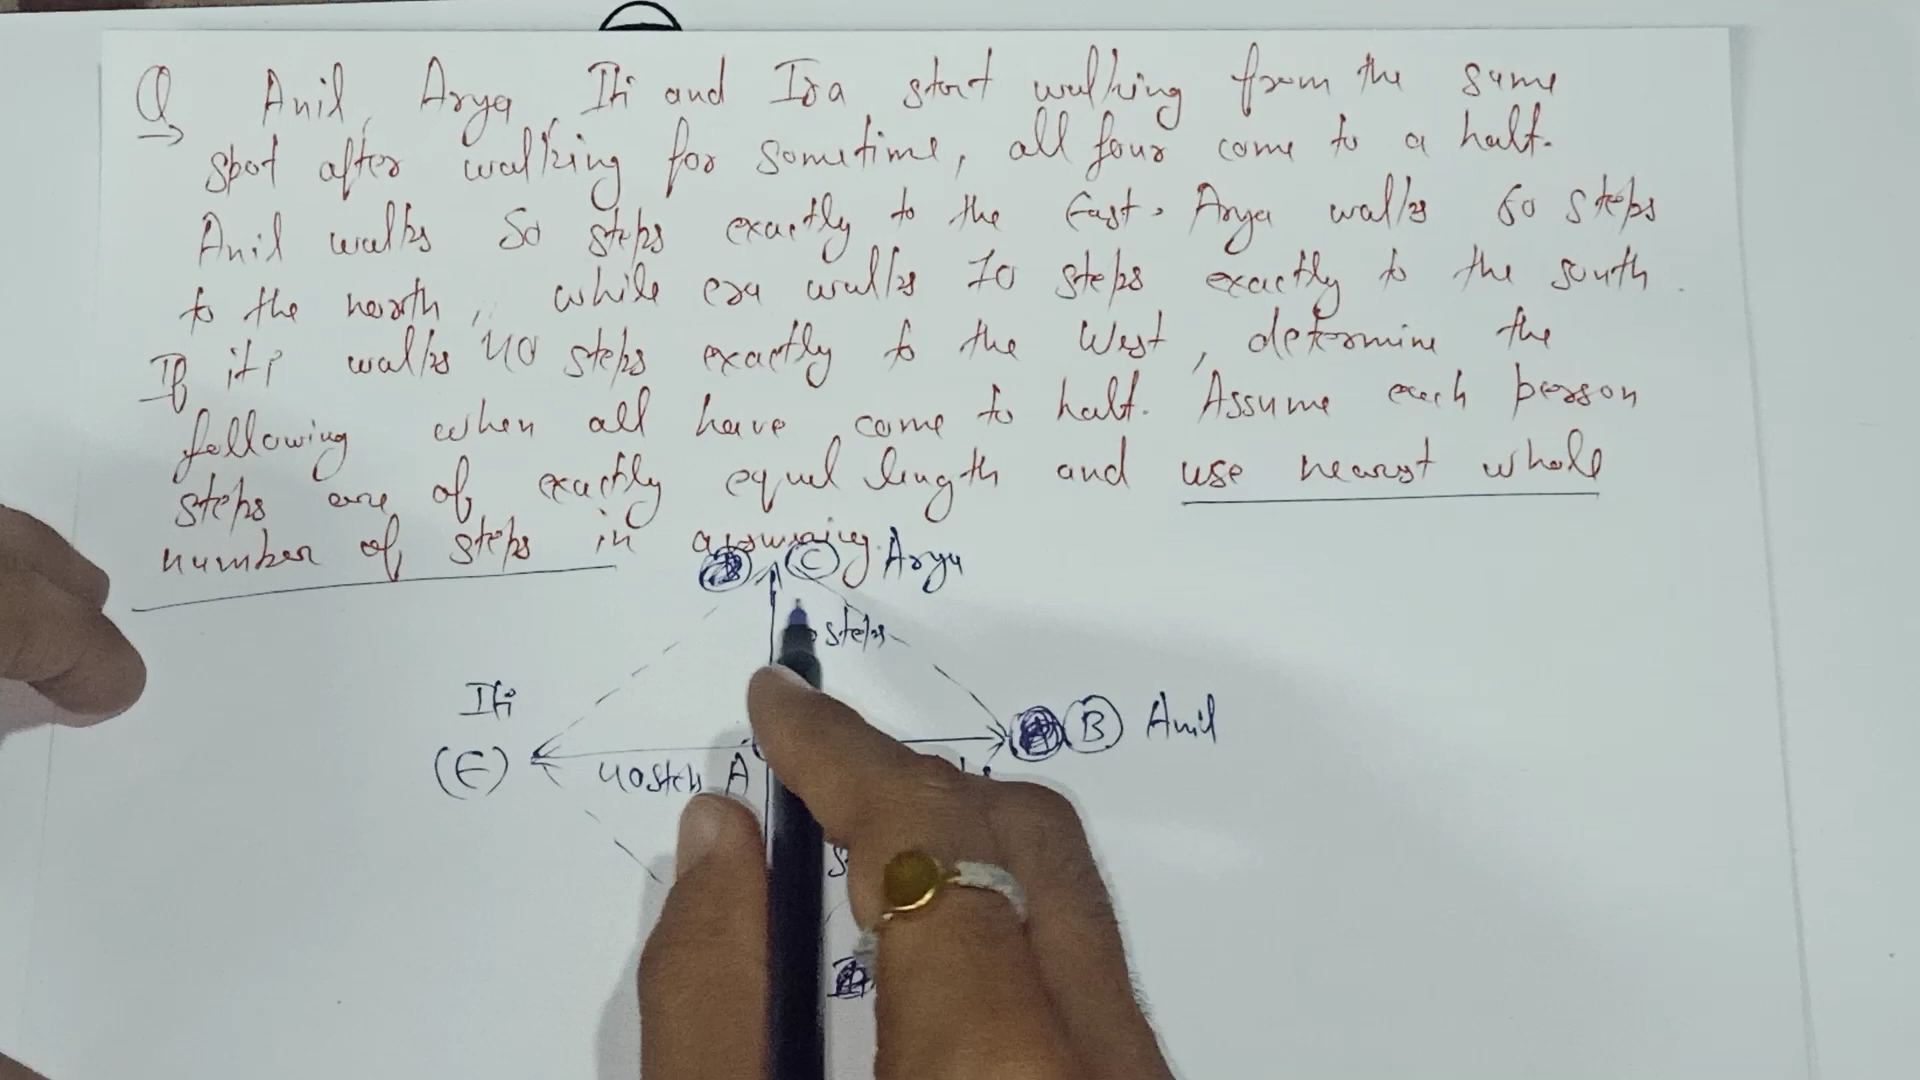 Q Anil, Arya, Iti and Ira start walking from the same
spot after walking for sometime, all four come to a halt.
Anil walks 50 steps exactly to the East. Arya walks 60 steps
to the north, while era walks 70 steps exactly to the south.
If iti walks 40 steps exactly to the West, determine the
following when all have come to halt. Assume each person
steps are of exactly equal length and use nearest whole
number of steps in answering.
C Arya
steps
Iti
B Anil
(E)
40 steps A